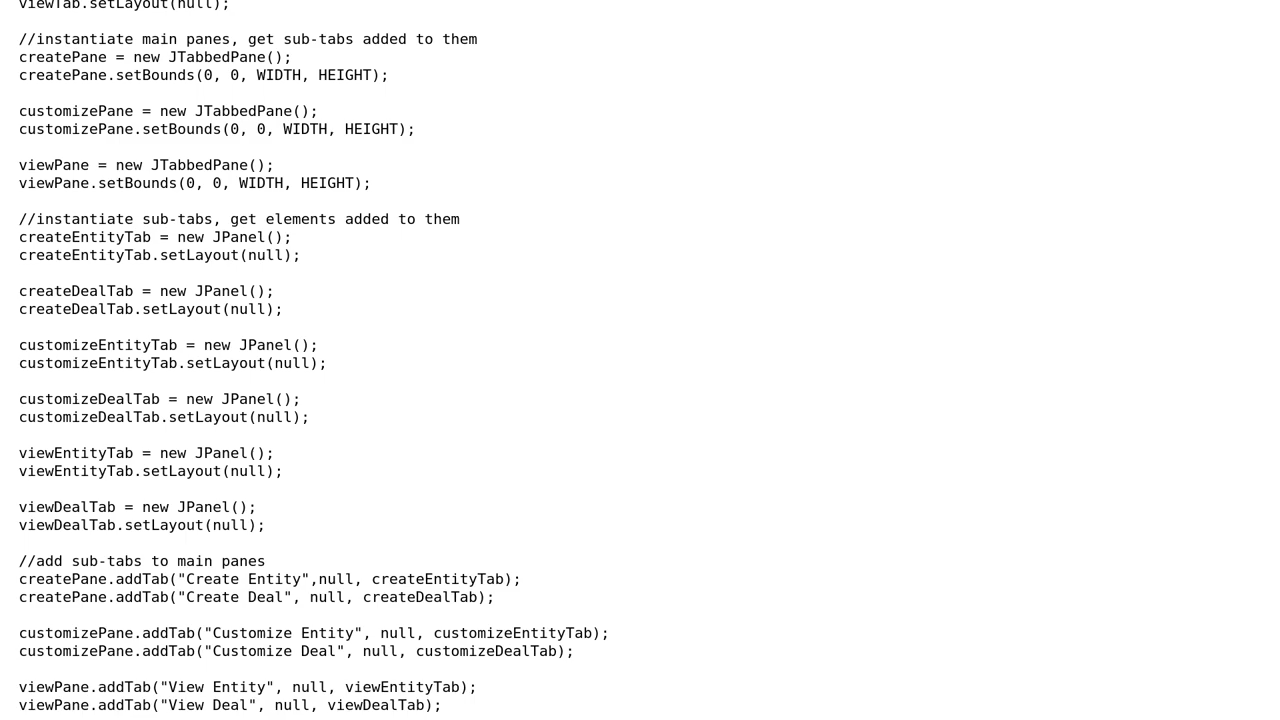 viewTab.setLayout(null);
//instantiate main panes, get sub-tabs added to them
createPane = new JTabbedPane();
createPane.setBounds(0, 0, WIDTH, HEIGHT);
customizePane = new JTabbedPane();
customizePane.setBounds(0, 0, WIDTH, HEIGHT);
viewPane = new JTabbedPane();
viewPane.setBounds(0, 0, WIDTH, HEIGHT);
//instantiate sub-tabs, get elements added to them
createEntityTab = new JPanel();
createEntityTab.setLayout(null);
createDealTab = new JPanel();
createDealTab.setLayout(null);
customizeEntityTab = new JPanel();
customizeEntityTab.setLayout(null);
customizeDealTab = new JPanel();
customizeDealTab.setLayout(null);
viewEntityTab = new JPanel();
viewEntityTab.setLayout(null);
viewDealTab = new JPanel();
viewDealTab.setLayout(null);
//add sub-tabs to main panes
createPane.addTab("Create Entity",null, createEntityTab);
createPane.addTab("Create Deal", null, createDealTab);
customizePane.addTab("Customize Entity", null, customizeEntityTab);
customizePane.addTab("Customize Deal", null, customizeDealTab);
viewPane.addTab("View Entity", null, viewEntityTab);
viewPane.addTab("View Deal", null, viewDealTab);